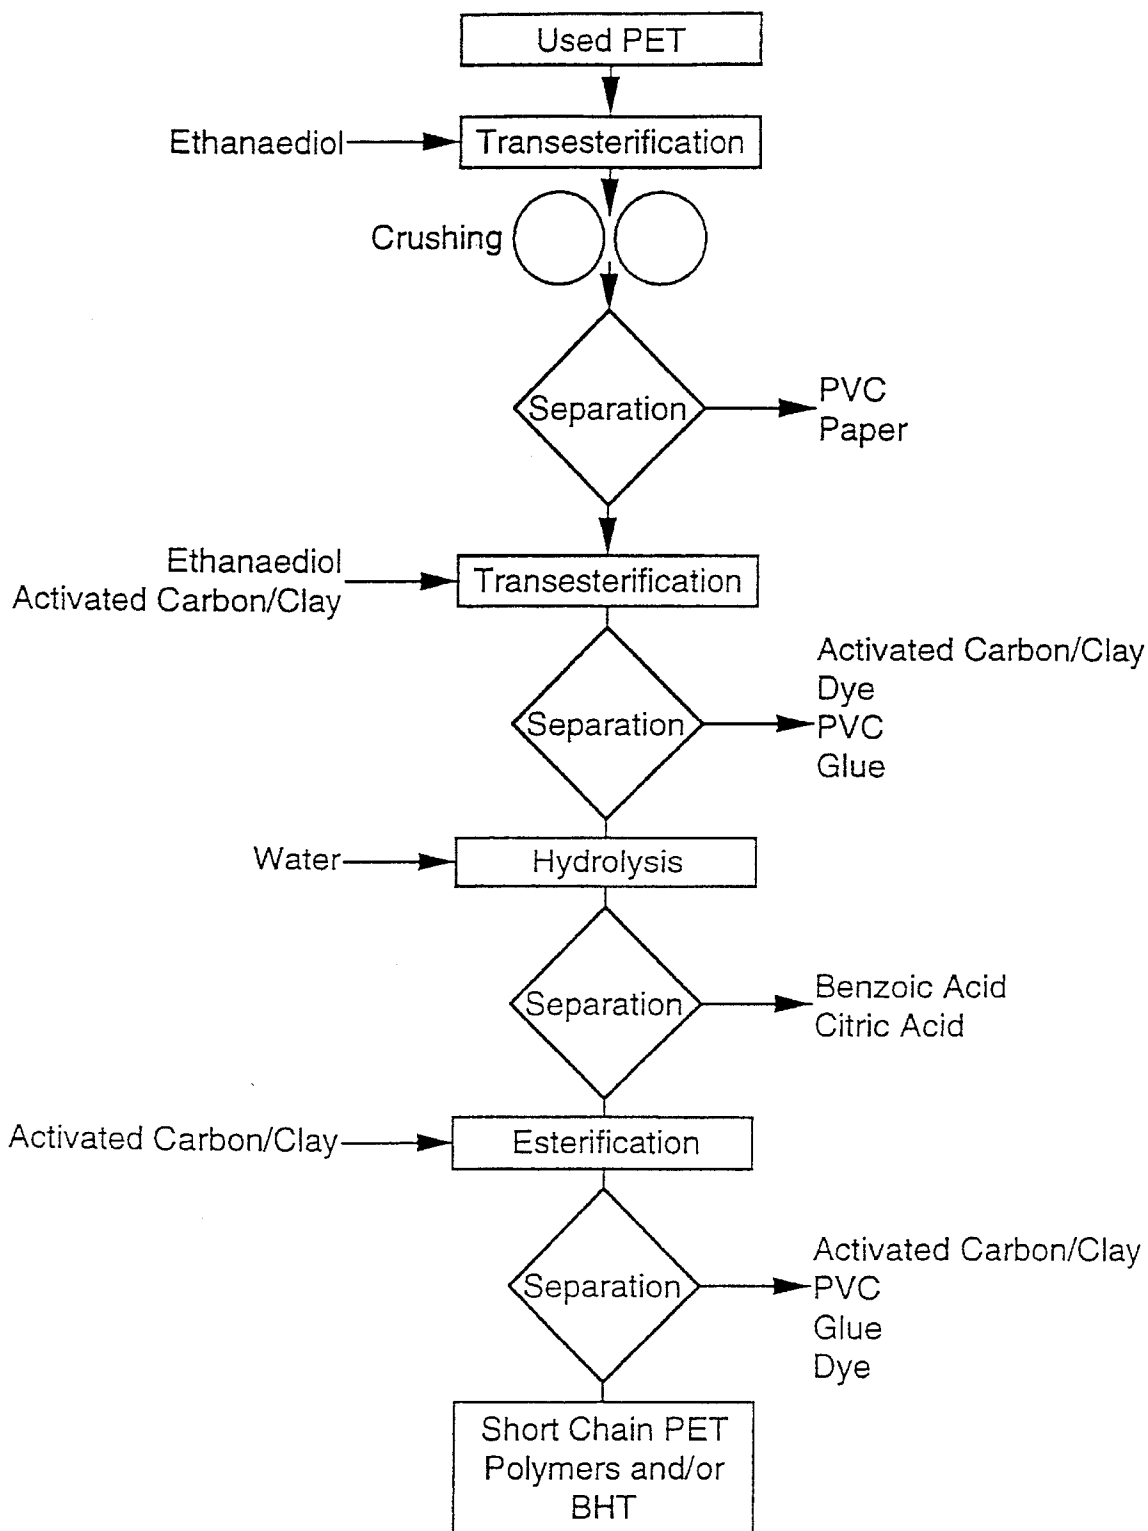 Used PET
Ethanaediol
Transesterification
Crushing
Separation
PVC
Paper
Ethanaediol
Activated Carbon/Clay
Transesterification
Activated Carbon/Clay
Dye
Separation
PVC
Glue
Water
Hydrolysis
Separation
Benzoic Acid
Citric Acid
Activated Carbon/Clay
Esterification
Activated Carbon/Clay
Separation
PVC
Glue
Dye
Short Chain PET
Polymers and/or
BHT